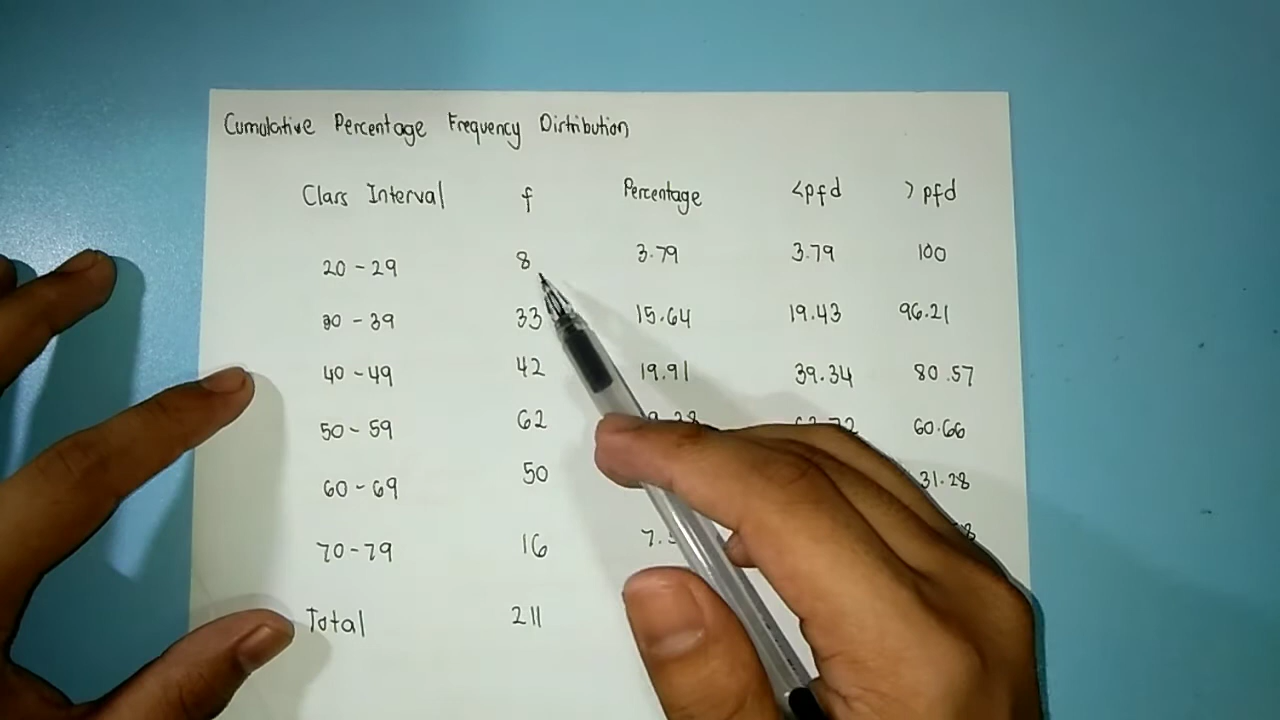 Cumulative Percentage Frequency Distribution
Class Interval f Percentage <pfd >pfd
20 - 29 8 3.79 3.79 100
30 - 39 33 15.64 19.43 96.21
40 - 49 42 19.91 39.34 80.57
50 - 59 62 60.66
60 - 69 50 31.28
70 - 79 16
Total 211